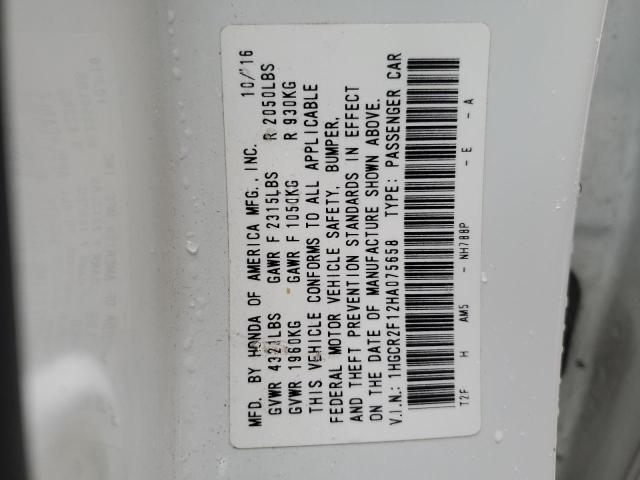 MFD. BY HONDA OF AMERICA MFG., INC. 10/'16
GVWR 4321LBS GAWR F 2315LBS R 2050LBS
GVWR 1960KG GAWR F 1050KG R 930KG
THIS VEHICLE CONFORMS TO ALL APPLICABLE
FEDERAL MOTOR VEHICLE SAFETY, BUMPER,
AND THEFT PREVENTION STANDARDS IN EFFECT
ON THE DATE OF MANUFACTURE SHOWN ABOVE.
V.I.N.: 1HGCR2F12HA075658 TYPE: PASSENGER CAR
T2F H AM5 - NH788P - E - A